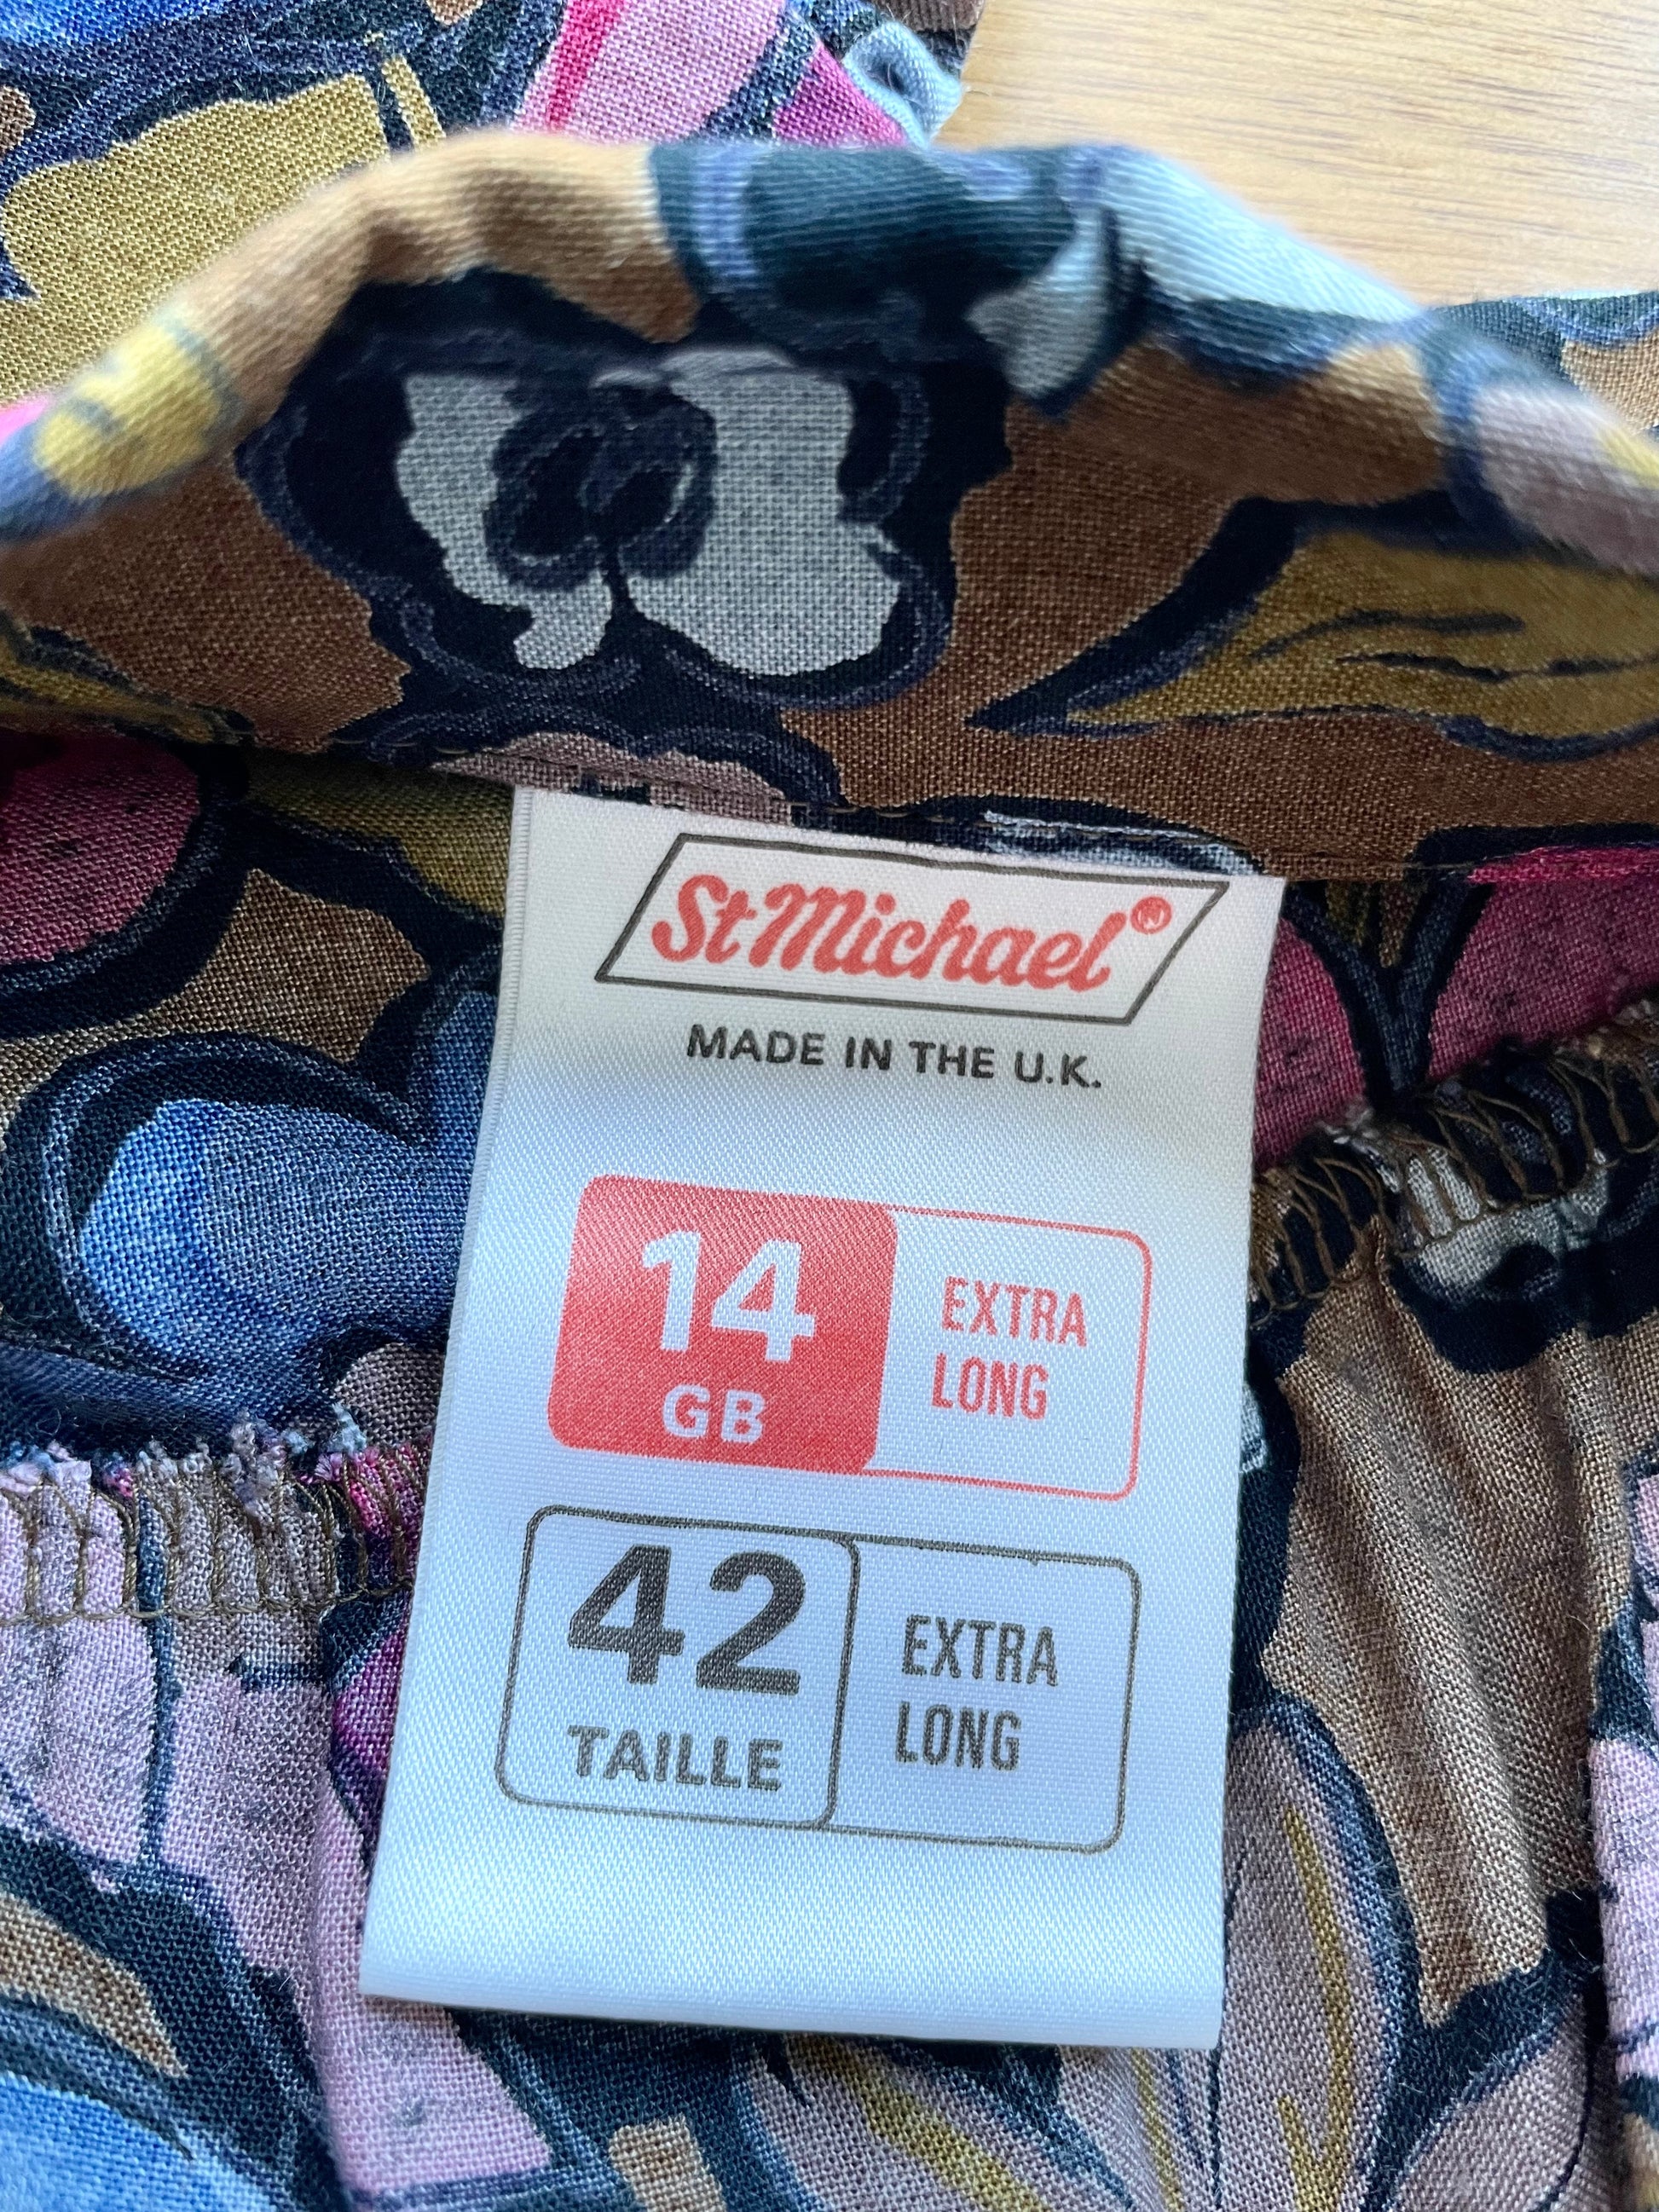 St Michael®
MADE IN THE U.K.
14
GB
EXTRA
LONG
42
TAILLE
EXTRA
LONG